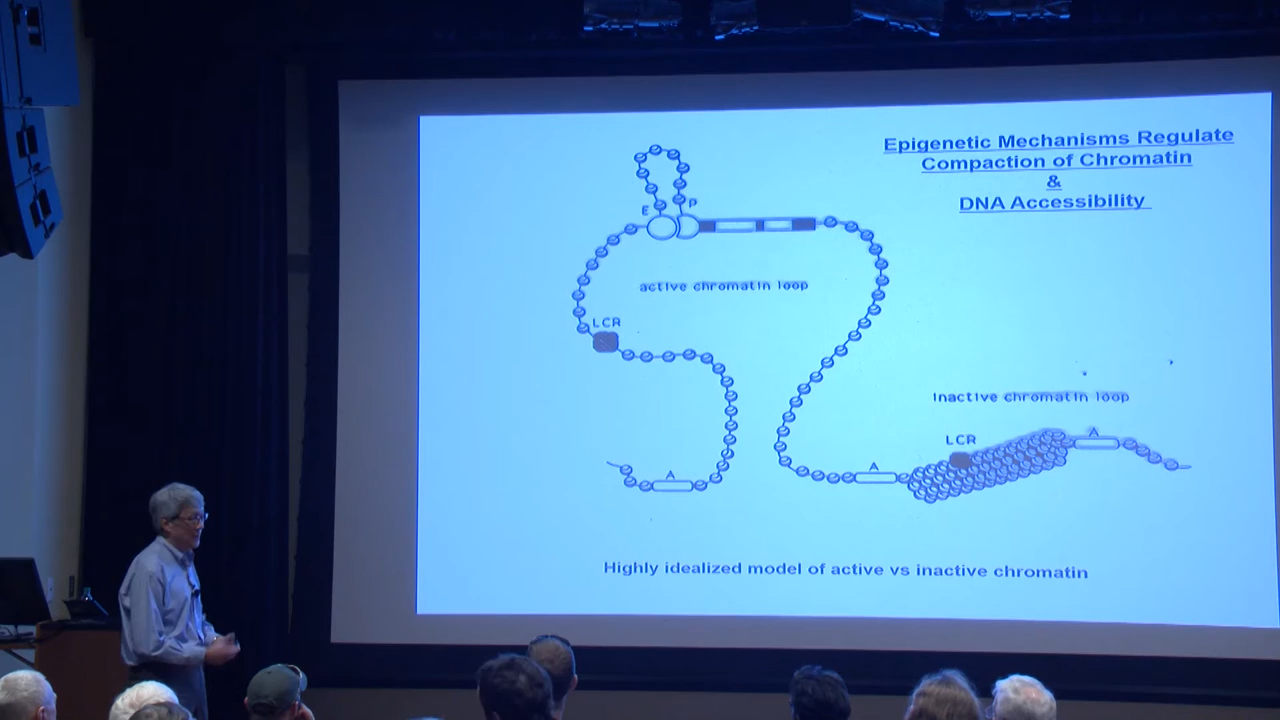 Epigenetic Mechanisms Regulate
Compaction of Chromatin
&
DNA Accessibility
E
P
active chromatin loop
LCR
inactive chromatin loop
LCR
A
A
A
Highly idealized model of active vs inactive chromatin